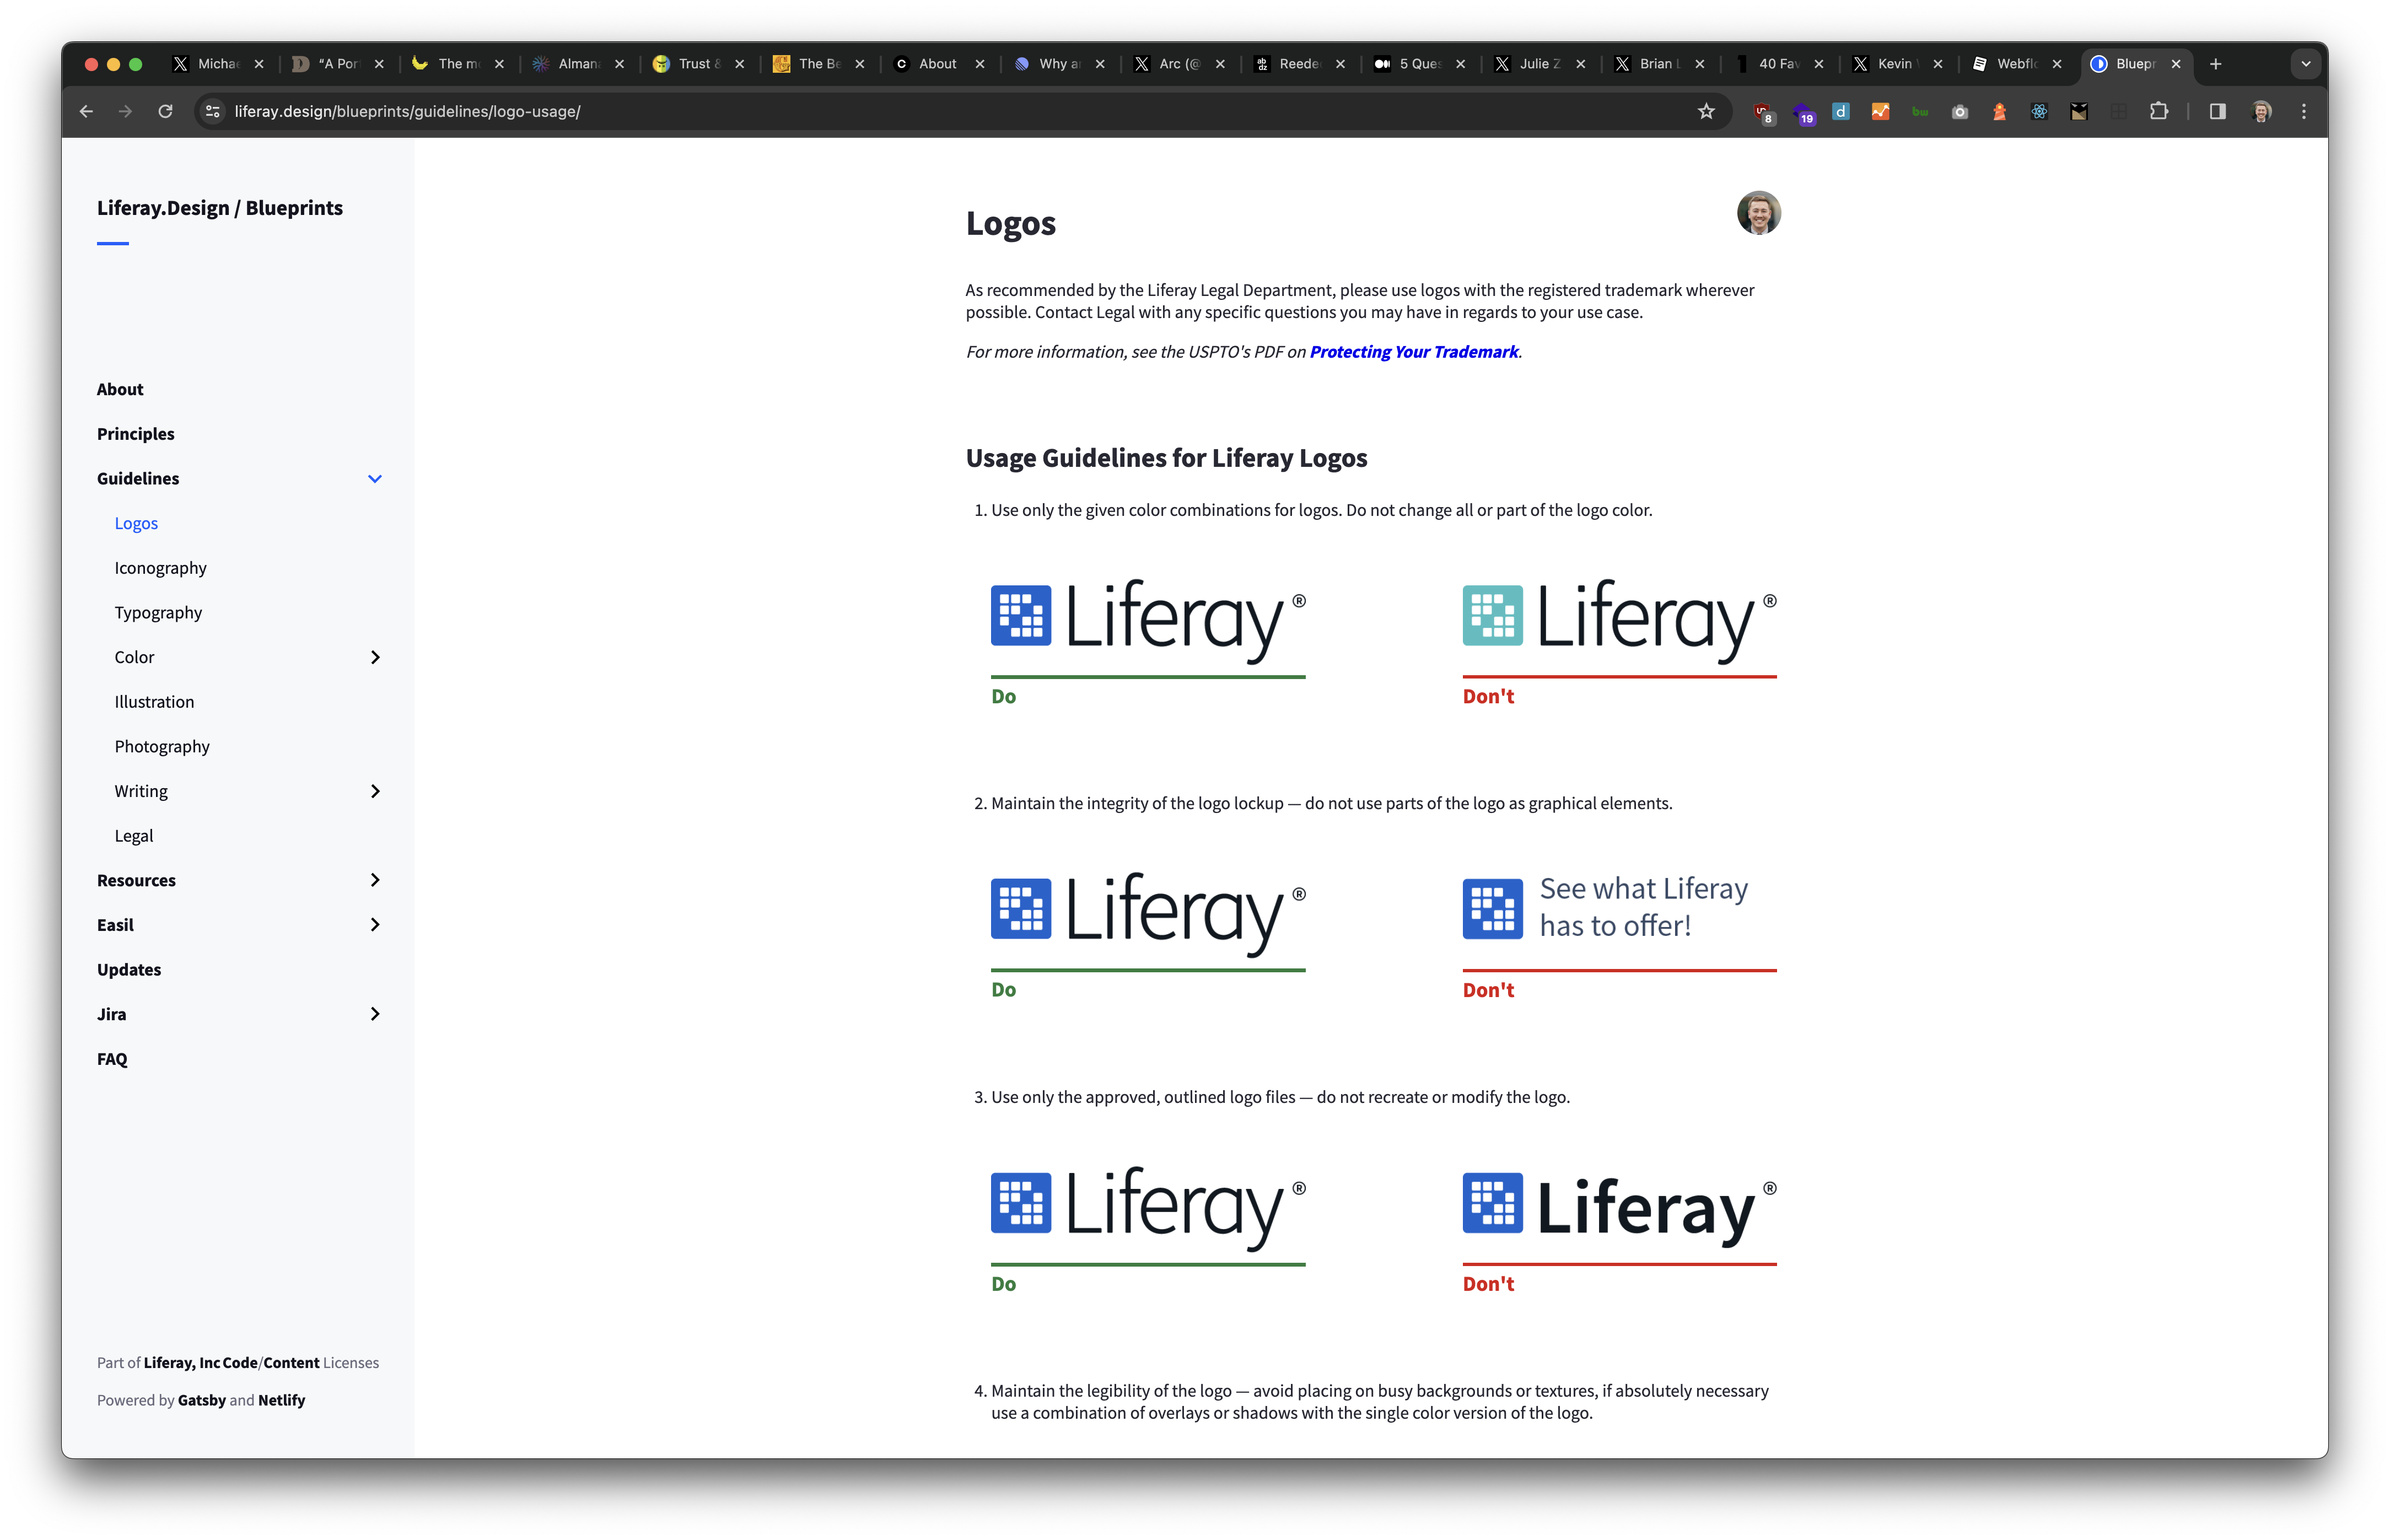 Micha
“A Por
The m
Alman
Trust &
The Be
About
Why a
Arc (@
Reede
5 Ques
Julie Z
Brian L
40 Fav
Kevin
Webflo
Bluepr
liferay.design/blueprints/guidelines/logo-usage/
8
19
d
bw
Liferay.Design / Blueprints
About
Principles
Guidelines
Logos
Iconography
Typography
Color
Illustration
Photography
Writing
Legal
Resources
Easil
Updates
Jira
FAQ
Part of Liferay, Inc Code/Content Licenses
Powered by Gatsby and Netlify
Logos
As recommended by the Liferay Legal Department, please use logos with the registered trademark wherever
possible. Contact Legal with any specific questions you may have in regards to your use case.
For more information, see the USPTO's PDF on Protecting Your Trademark.
Usage Guidelines for Liferay Logos
1. Use only the given color combinations for logos. Do not change all or part of the logo color.
Liferay®
Do
Liferay®
Don't
2. Maintain the integrity of the logo lockup — do not use parts of the logo as graphical elements.
Liferay®
Do
See what Liferay
has to offer!
Don't
3. Use only the approved, outlined logo files — do not recreate or modify the logo.
Liferay®
Do
Liferay®
Don't
4. Maintain the legibility of the logo — avoid placing on busy backgrounds or textures, if absolutely necessary
use a combination of overlays or shadows with the single color version of the logo.